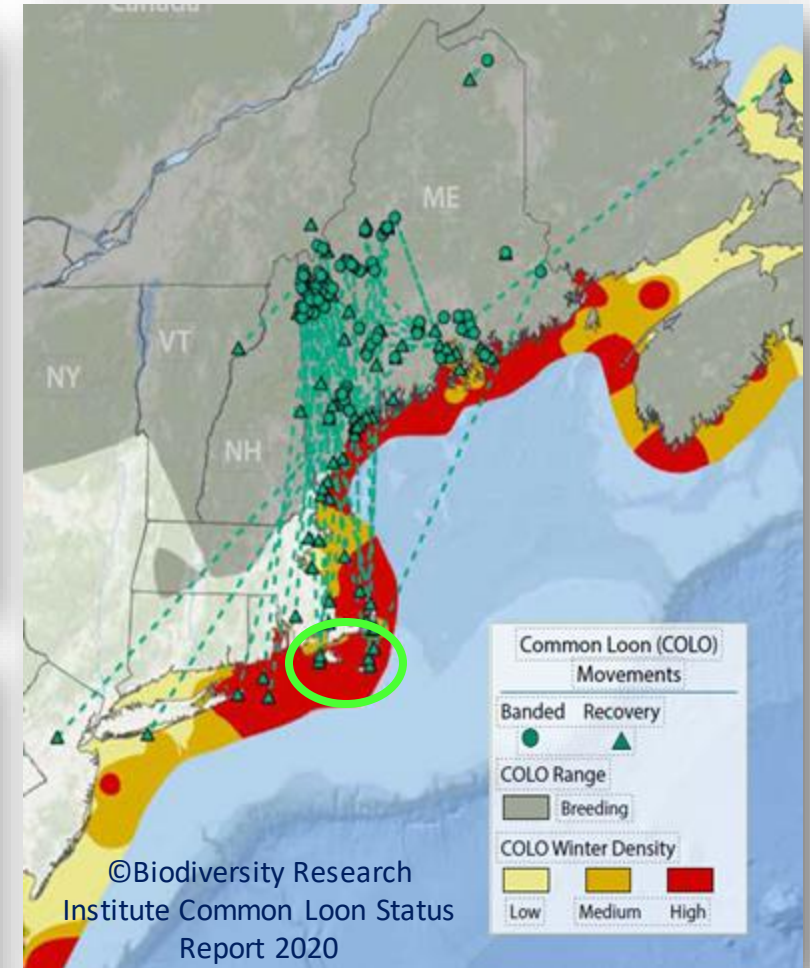 Canada
ME
VT
NY
NH
Common Loon (COLO)
Movements
Banded Recovery
COLO Range
Breeding
COLO Winter Density
Low Medium High
©Biodiversity Research
Institute Common Loon Status
Report 2020